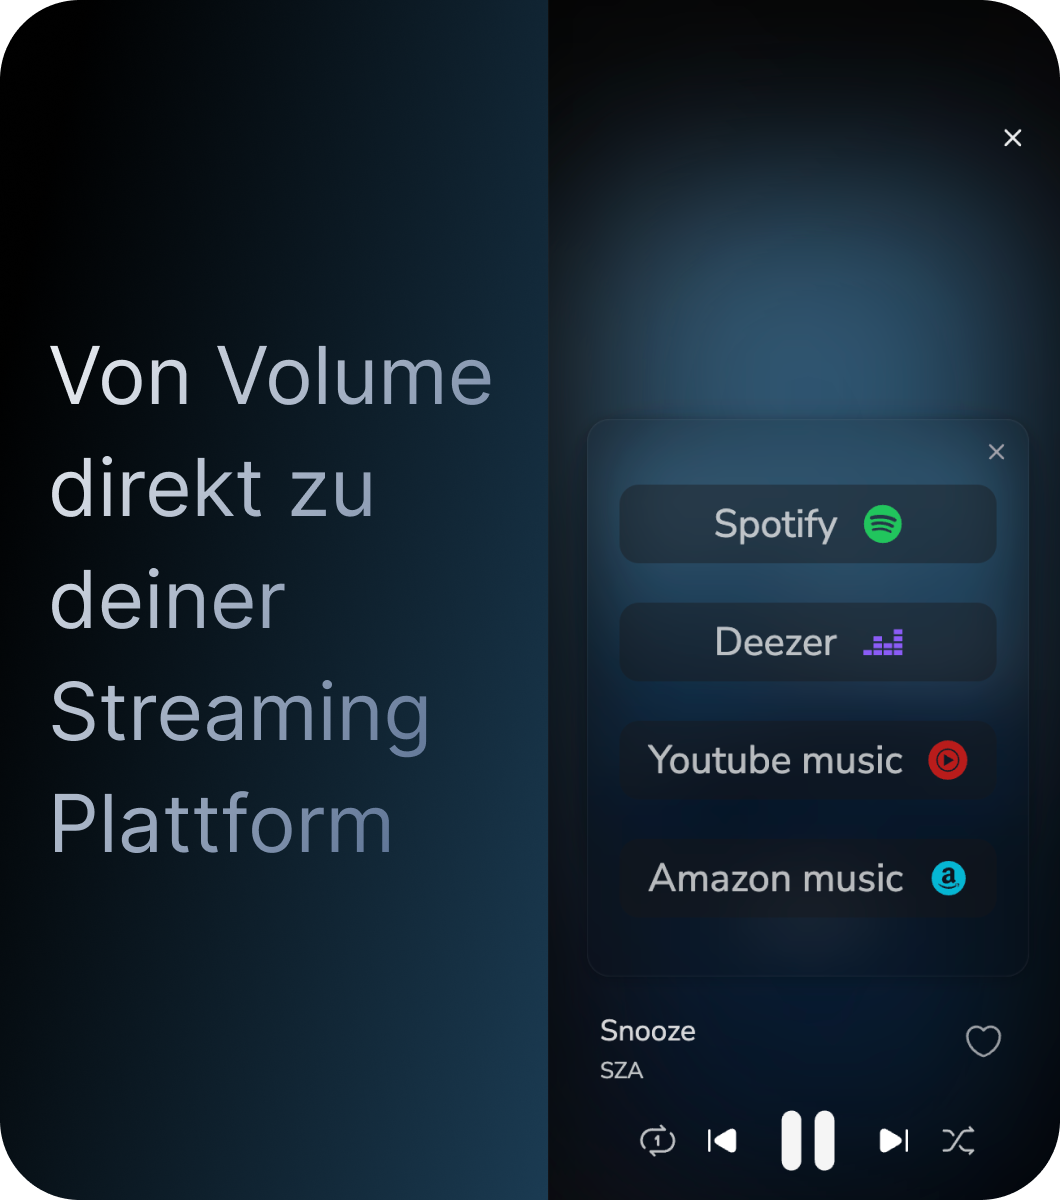 Von Volume
direkt zu
deiner
Streaming
Plattform
Spotify
Deezer
Youtube music
Amazon music
Snooze
SZA